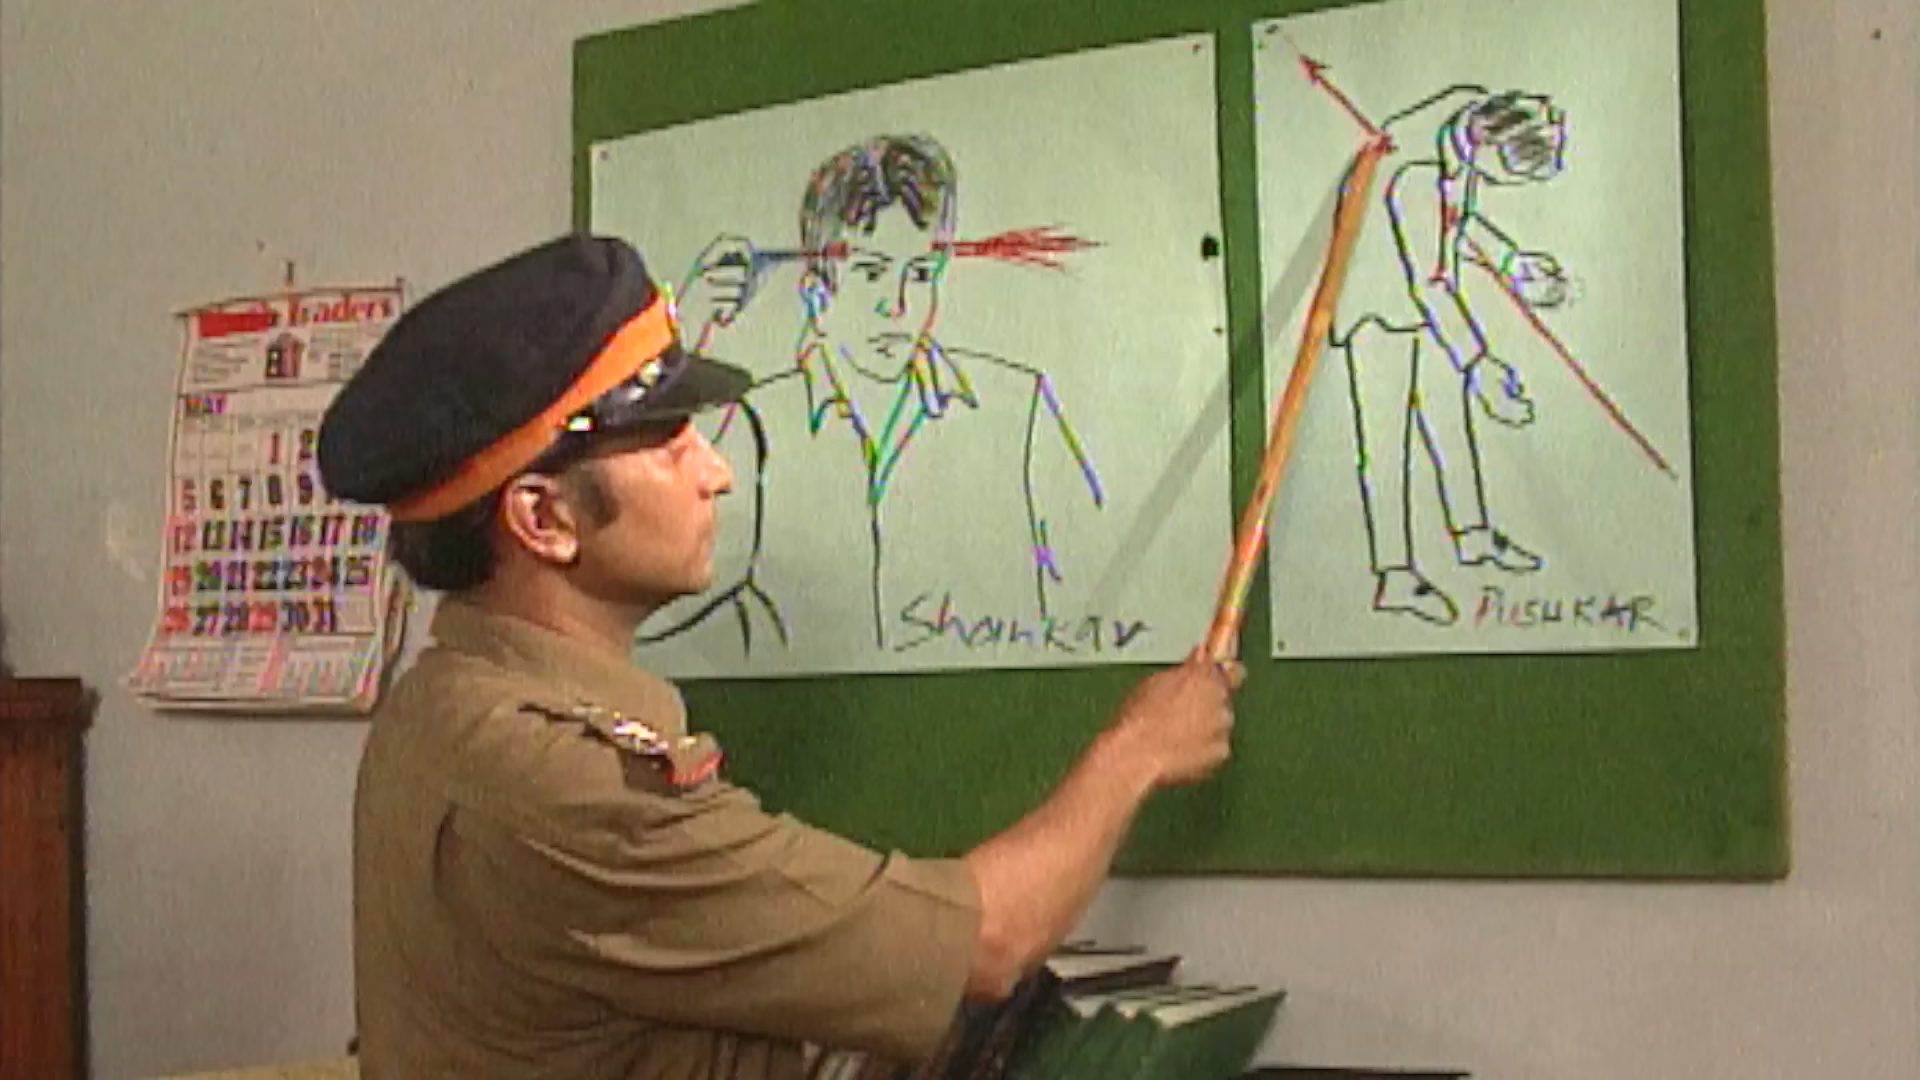 Traders
MAY
1 2
5 6 7 8 9
12 13 14 15 16 17 18
19 20 21 22 23 24 25
26 27 28 29 30 31
Shankar
PUSHKAR